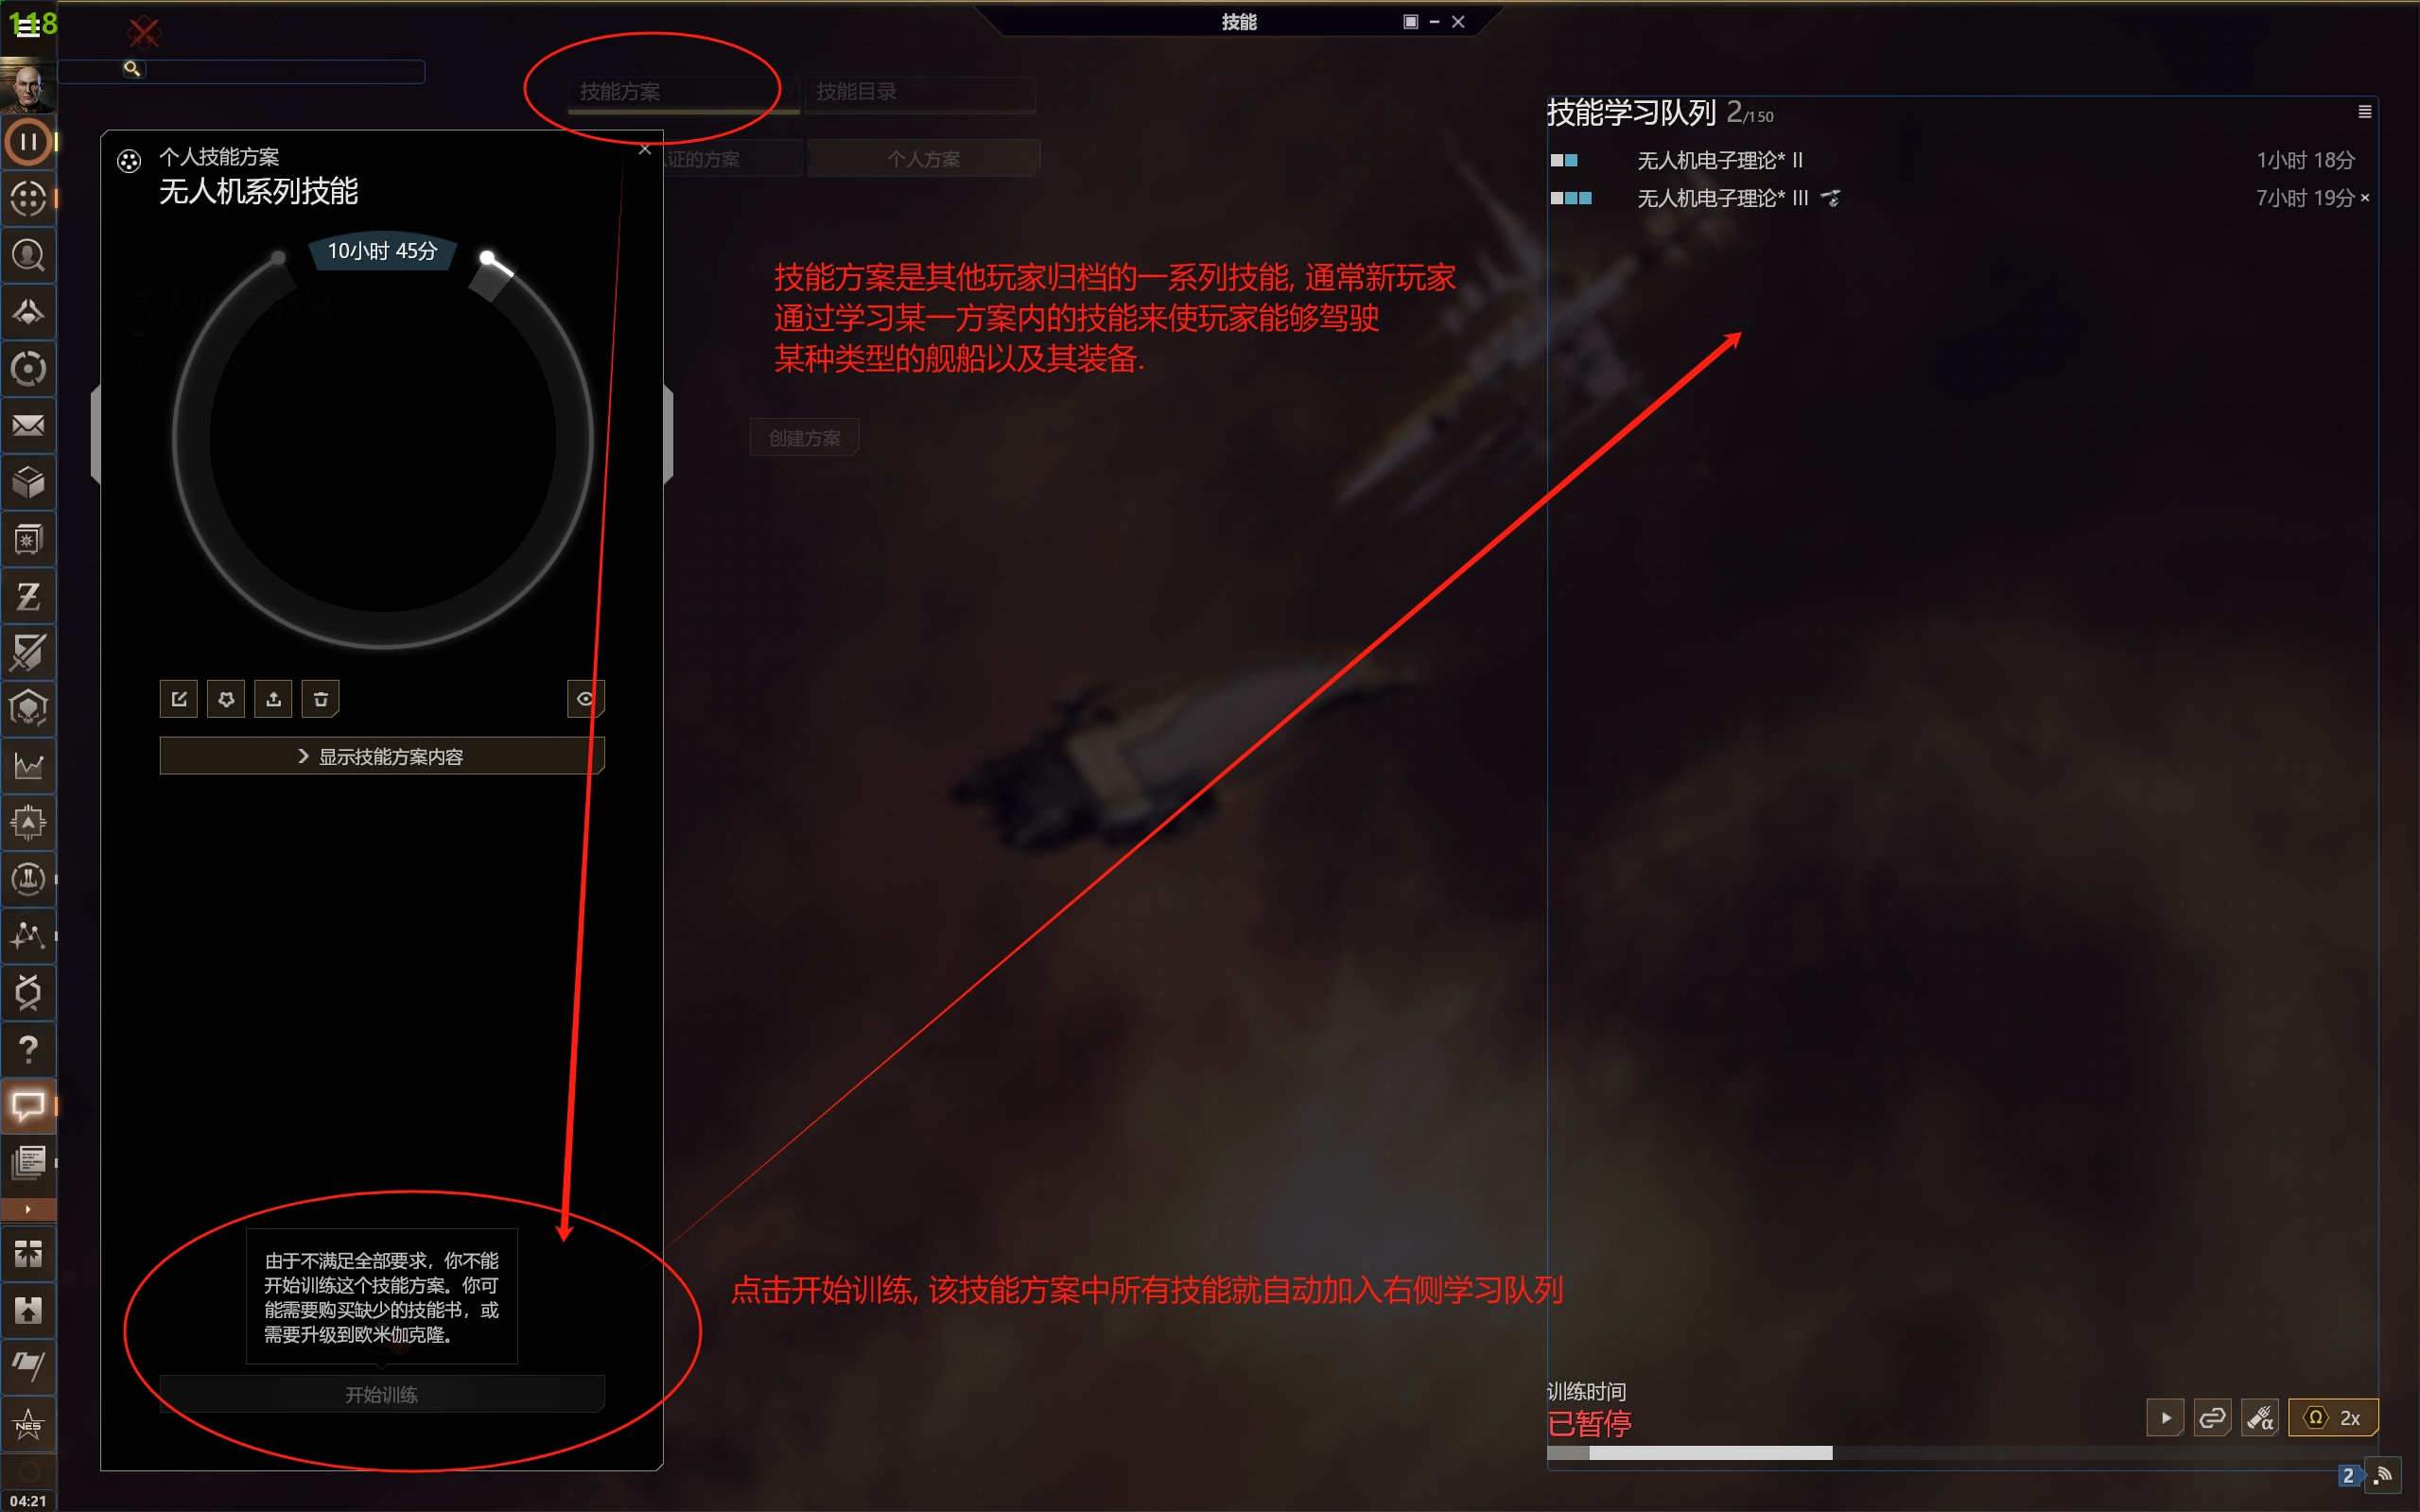 118
技能
技能方案
技能目录
证的方案
个人方案
个人技能方案
无人机系列技能
10小时 45分
技能学习队列 2/150
无人机电子理论* II
1小时 18分
无人机电子理论* III
7小时 19分
技能方案是其他玩家归档的一系列技能, 通常新玩家
通过学习某一方案内的技能来使玩家能够驾驶
某种类型的舰船以及其装备.
创建方案
显示技能方案内容
由于不满足全部要求，你不能
开始训练这个技能方案。你可
能需要购买缺少的技能书，或
需要升级到欧米伽克隆。
开始训练
点击开始训练, 该技能方案中所有技能就自动加入右侧学习队列
训练时间
已暂停
α
Ω 2x
2
NES
04:21